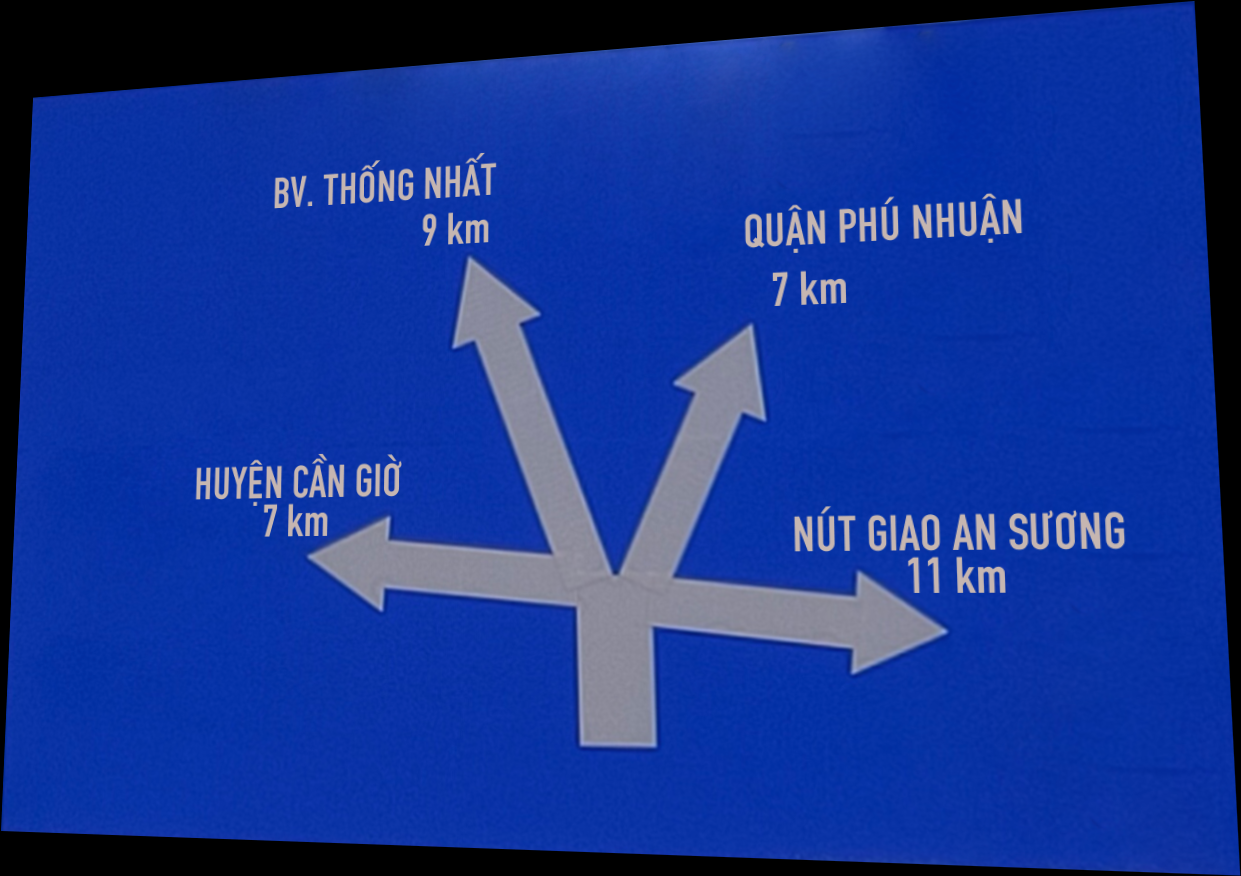 BV. THỐNG NHẤT
9 km
QUẬN PHÚ NHUẬN
7 km
HUYỆN CẦN GIỜ
7 km
NÚT GIAO AN SƯƠNG
11 km